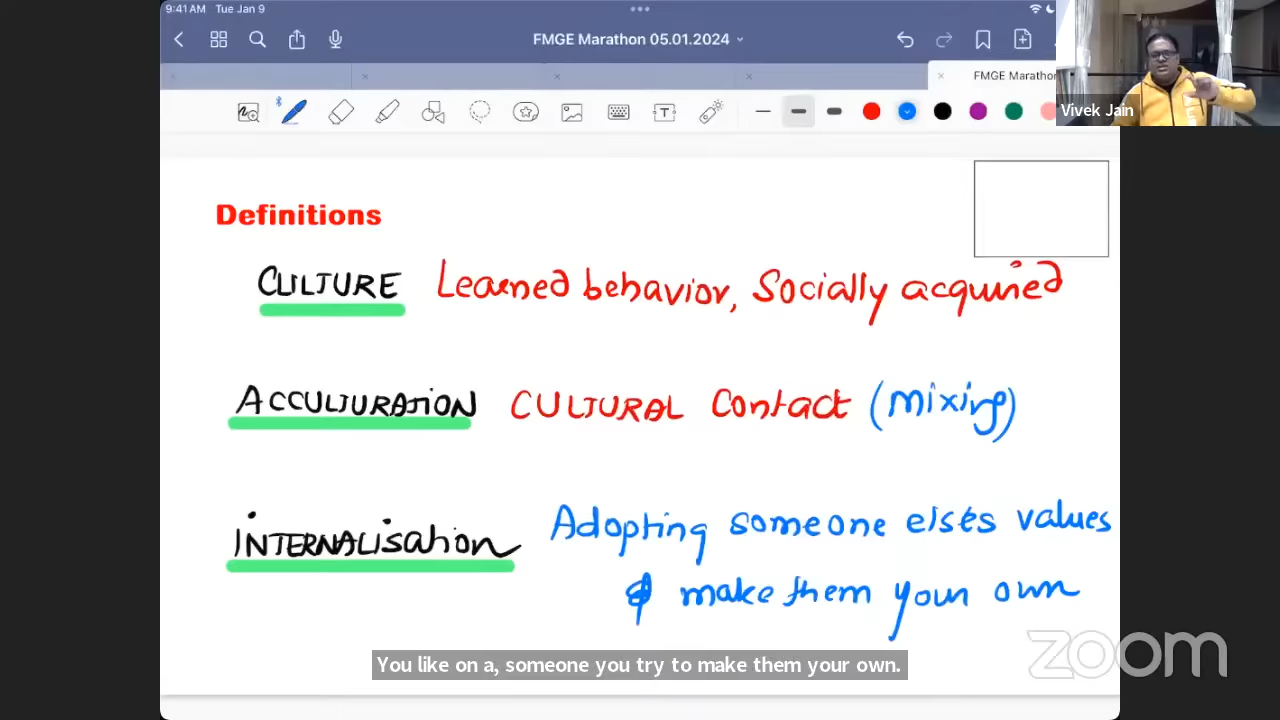 9:41 AM Tue Jan 9
FMGE Marathon 05.01.2024
FMGE Marathon
Vivek Jain
Definitions
CULTURE Learned behavior, Socially acquired
ACCULTURATION CULTURAL Contact (mixing)
INTERNALISATION Adopting someone else's values
& make them your own
You like on a, someone you try to make them your own.
zoom